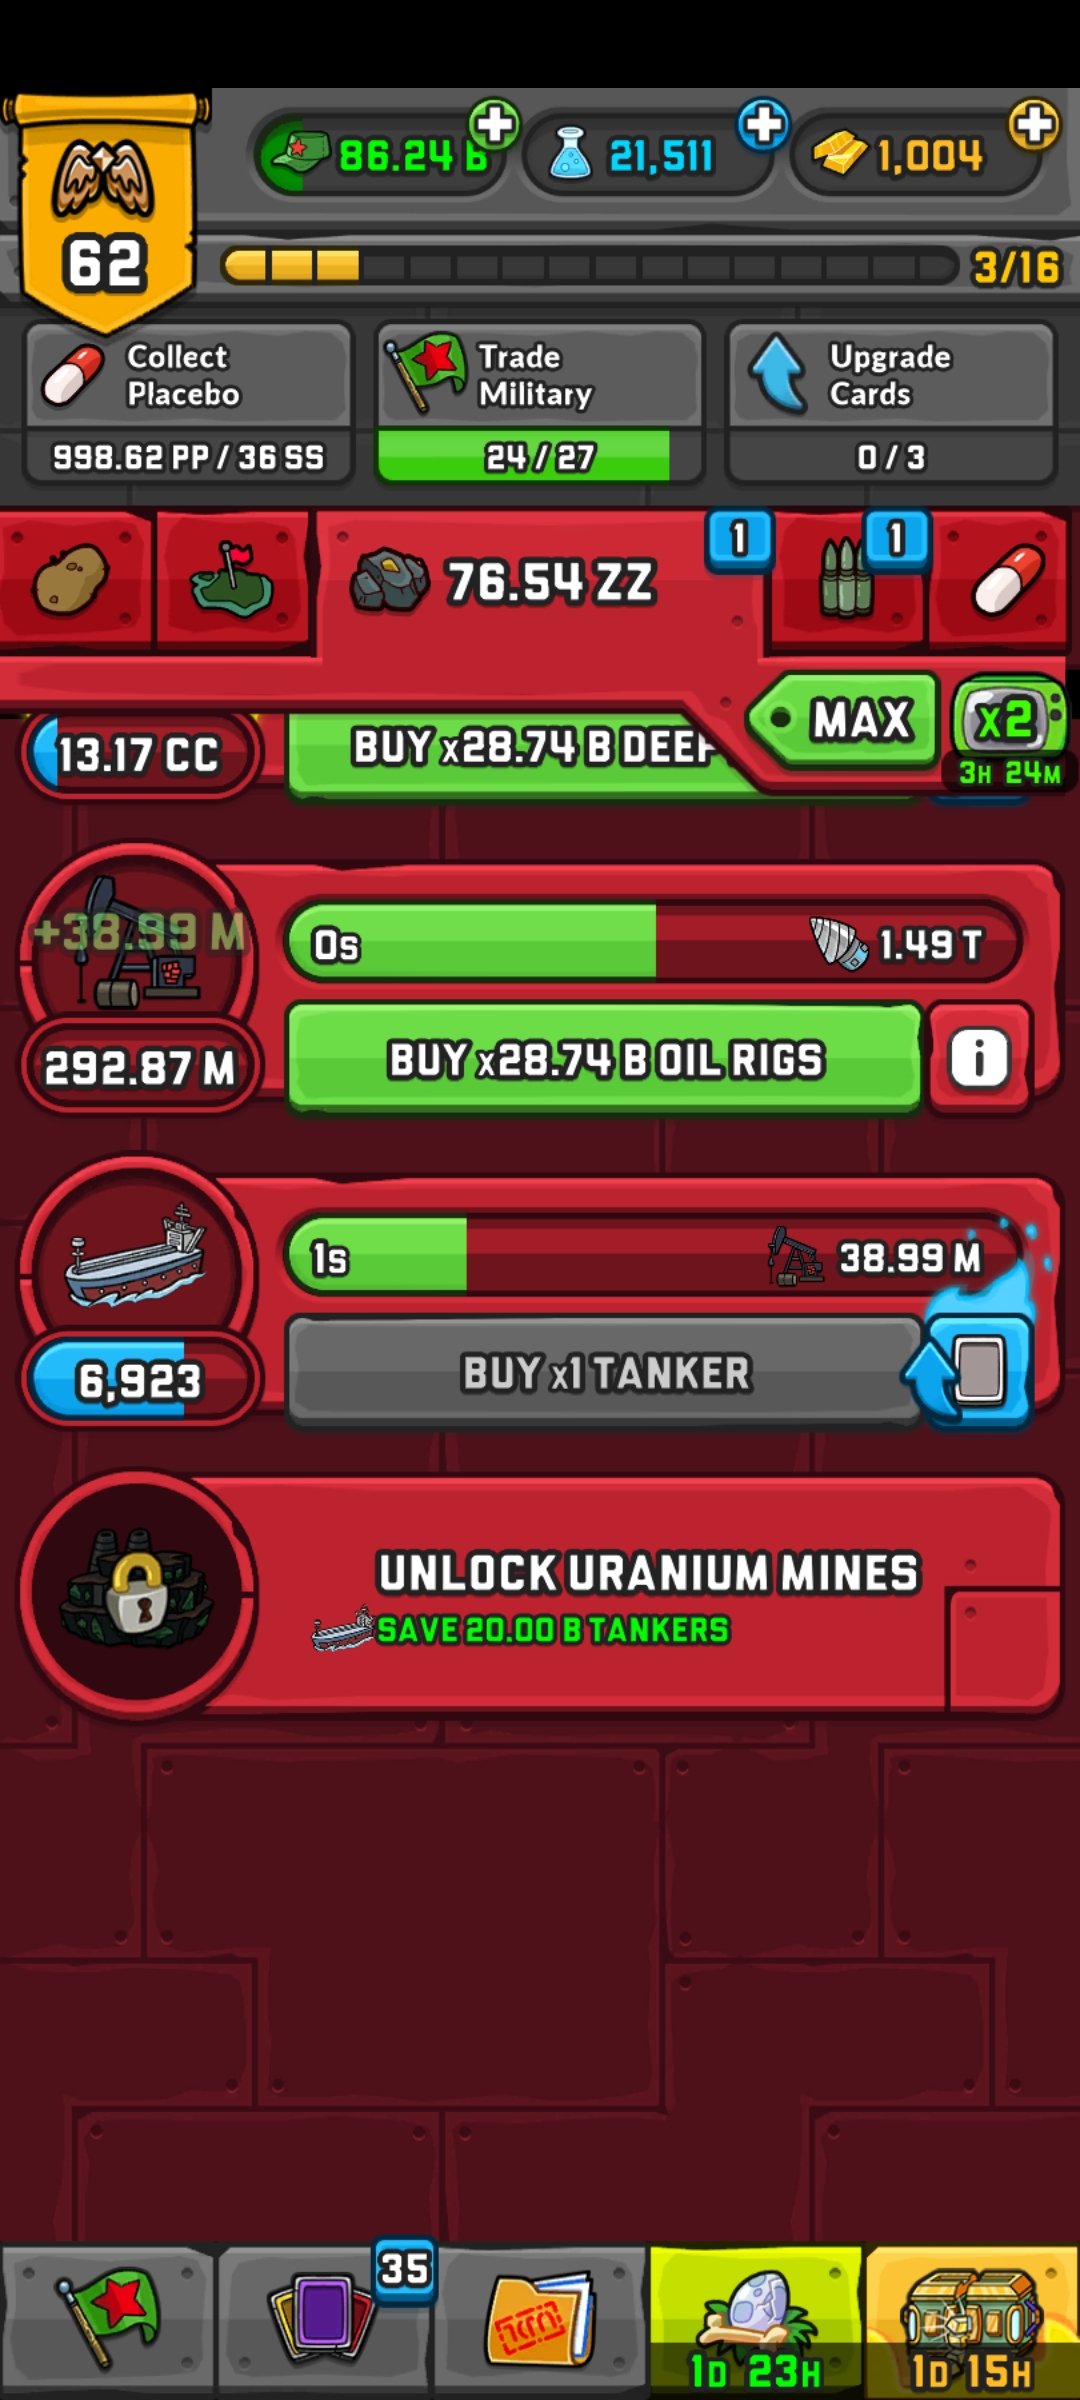 86.24 B
21,511
1,004
62
3/16
Collect
Placebo
Trade
Military
Upgrade
Cards
998.62 PP / 36 SS
24 / 27
0 / 3
76.54 ZZ
1
1
MAX
x2
3H 24M
13.17 CC
BUY x28.74 B DEEP
+38.99 M
0s
1.49 T
292.87 M
BUY x28.74 B OIL RIGS
i
1s
38.99 M
6,923
BUY x1 TANKER
UNLOCK URANIUM MINES
SAVE 20.00 B TANKERS
35
1D 23H
1D 15H